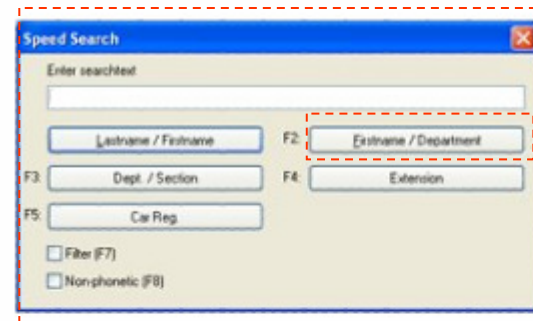 Speed Search
Enter searchtext
Lastname / Firstname
F2: Firstname / Department
F3: Dept. / Section
F4: Extension
F5: Car Reg.
Filter (F7)
Non-phonetic (F8)